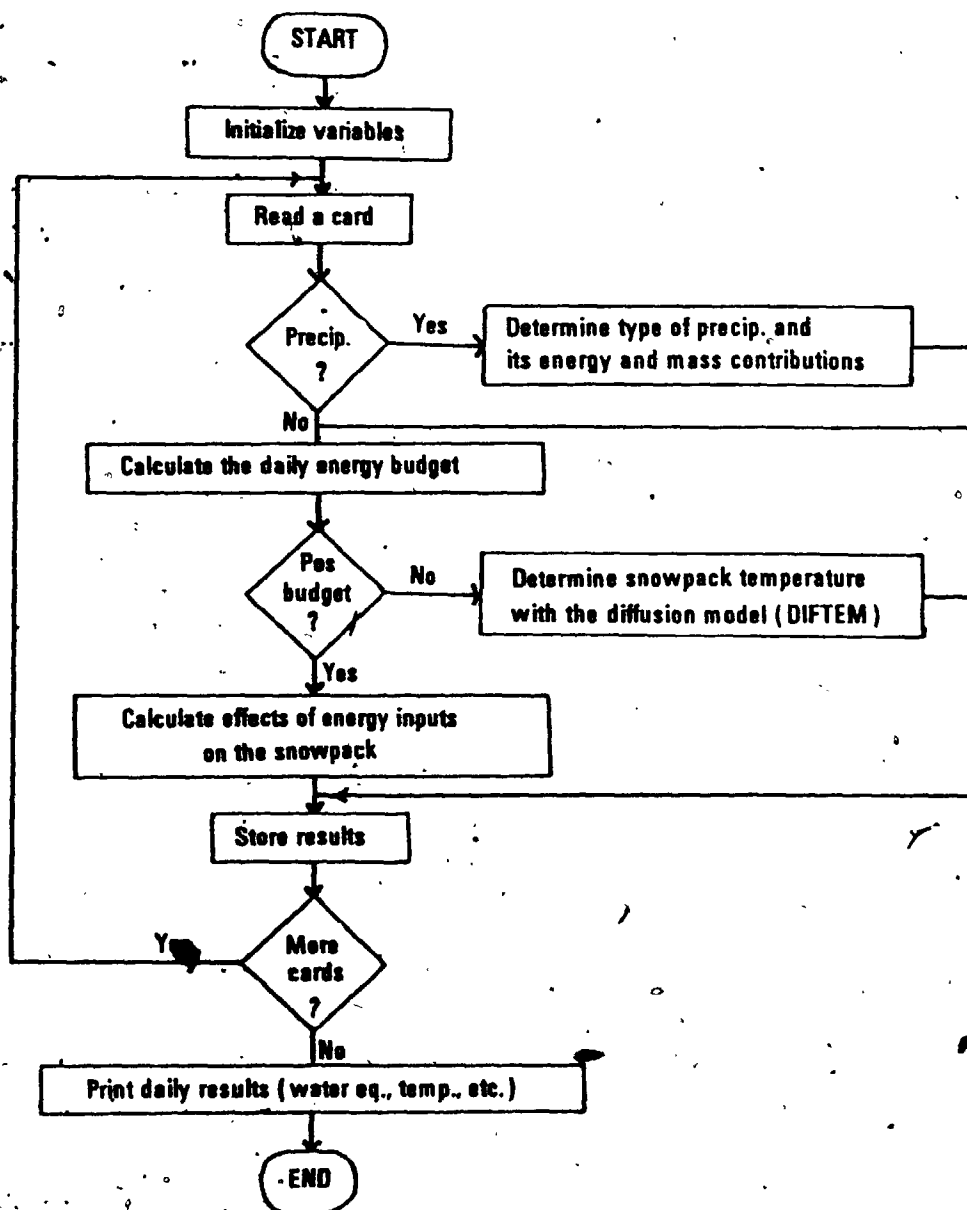 START
Initialize variables
Read a card
Precip.
?
Yes
Determine type of precip. and
its energy and mass contributions
No
Calculate the daily energy budget
Pos
budget
?
No
Determine snowpack temperature
with the diffusion model (DIFTEM)
Yes
Calculate effects of energy inputs
on the snowpack
Store results
More
cards
?
No
Print daily results (water eq., temp., etc.)
END